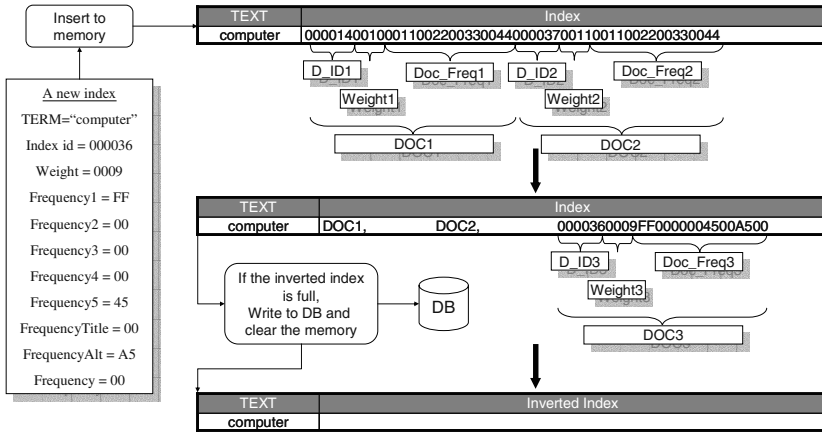 Insert to
memory
A new index
TERM=“computer”
Index id = 000036
Weight = 0009
Frequency1 = FF
Frequency2 = 00
Frequency3 = 00
Frequency4 = 00
Frequency5 = 45
FrequencyTitle = 00
FrequencyAlt = A5
Frequency = 00
TEXT Index
computer 0000140010001100220033004400003700110011002200330044
D_ID1 Doc_Freq1 D_ID2 Doc_Freq2
Weight1 Weight2
DOC1 DOC2
TEXT Index
computer DOC1, DOC2, 0000360009FF0000004500A500
D_ID3 Doc_Freq3
Weight3
DOC3
If the inverted index
is full,
Write to DB and
clear the memory
DB
TEXT Inverted Index
computer